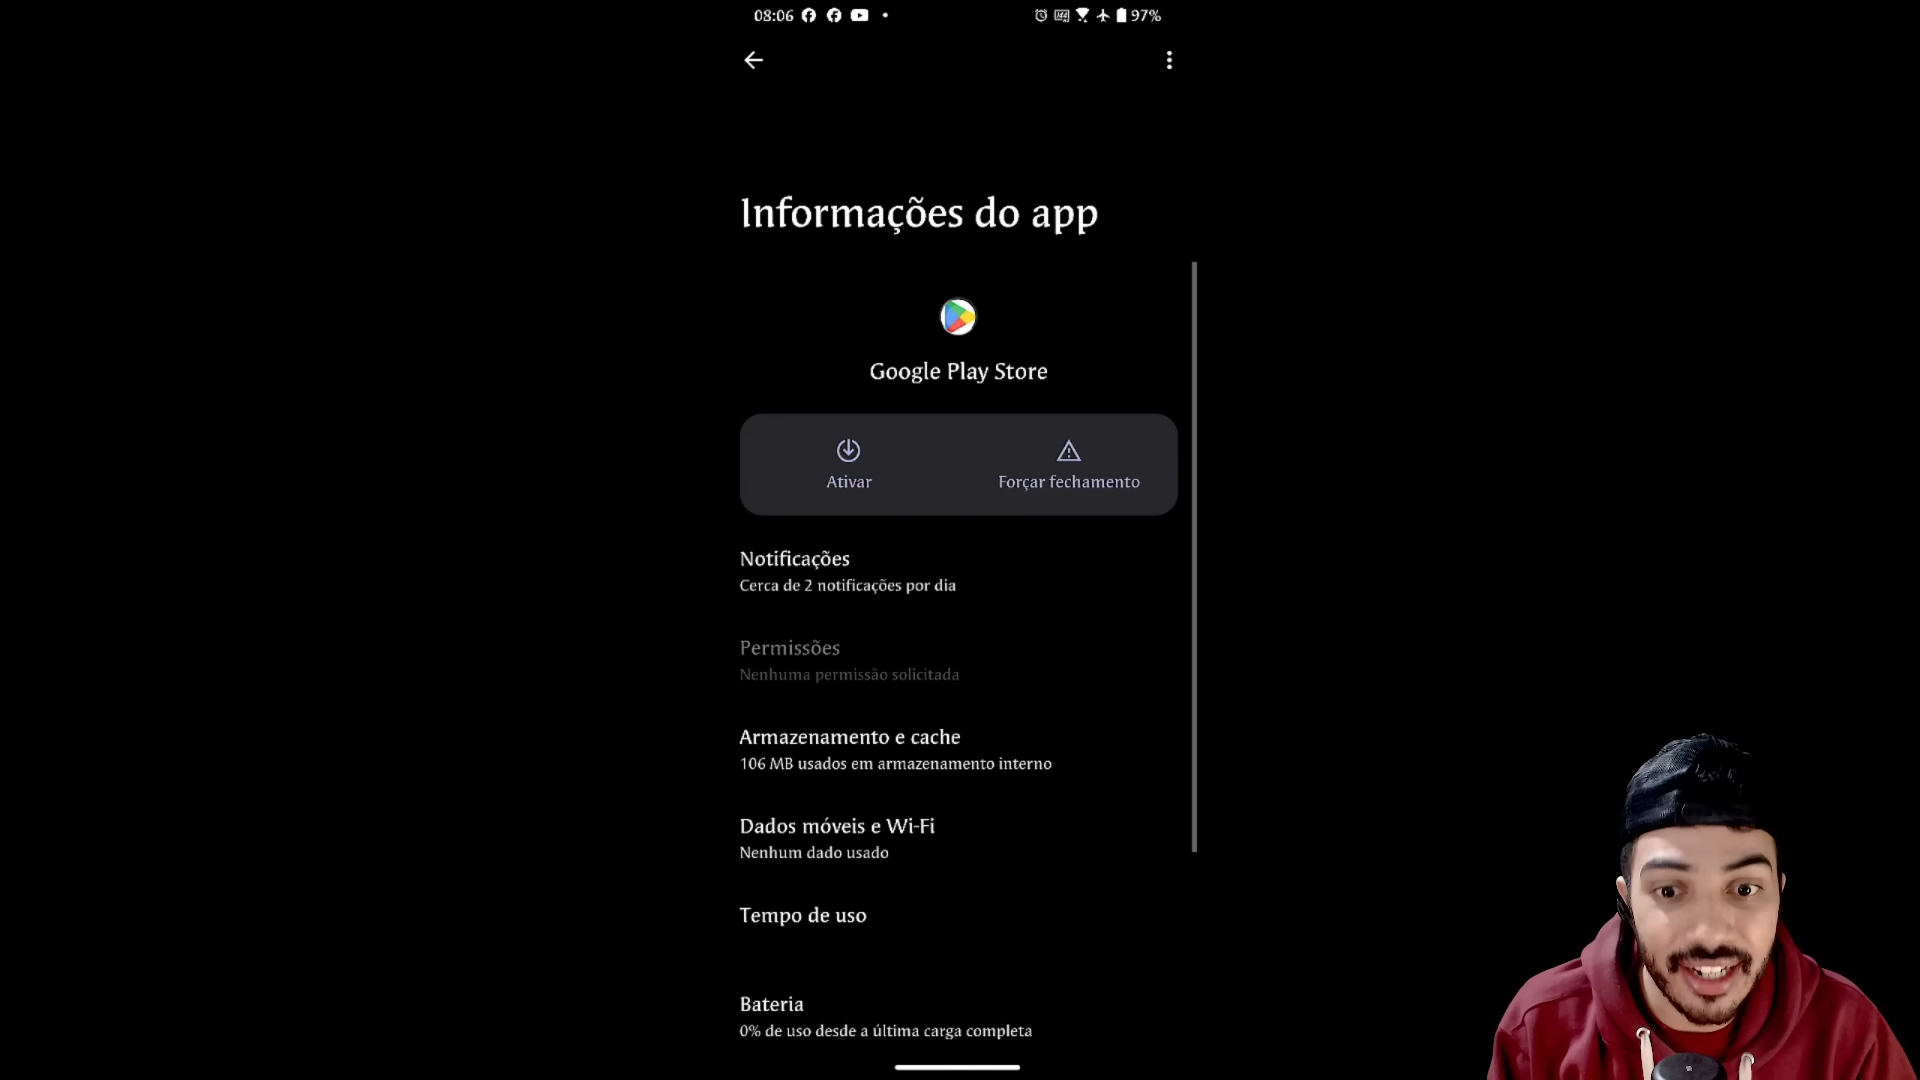 08:06
97%
Informações do app
Google Play Store
Ativar
Forçar fechamento
Notificações
Cerca de 2 notificações por dia
Permissões
Nenhuma permissão solicitada
Armazenamento e cache
106 MB usados em armazenamento interno
Dados móveis e Wi-Fi
Nenhum dado usado
Tempo de uso
Bateria
0% de uso desde a última carga completa